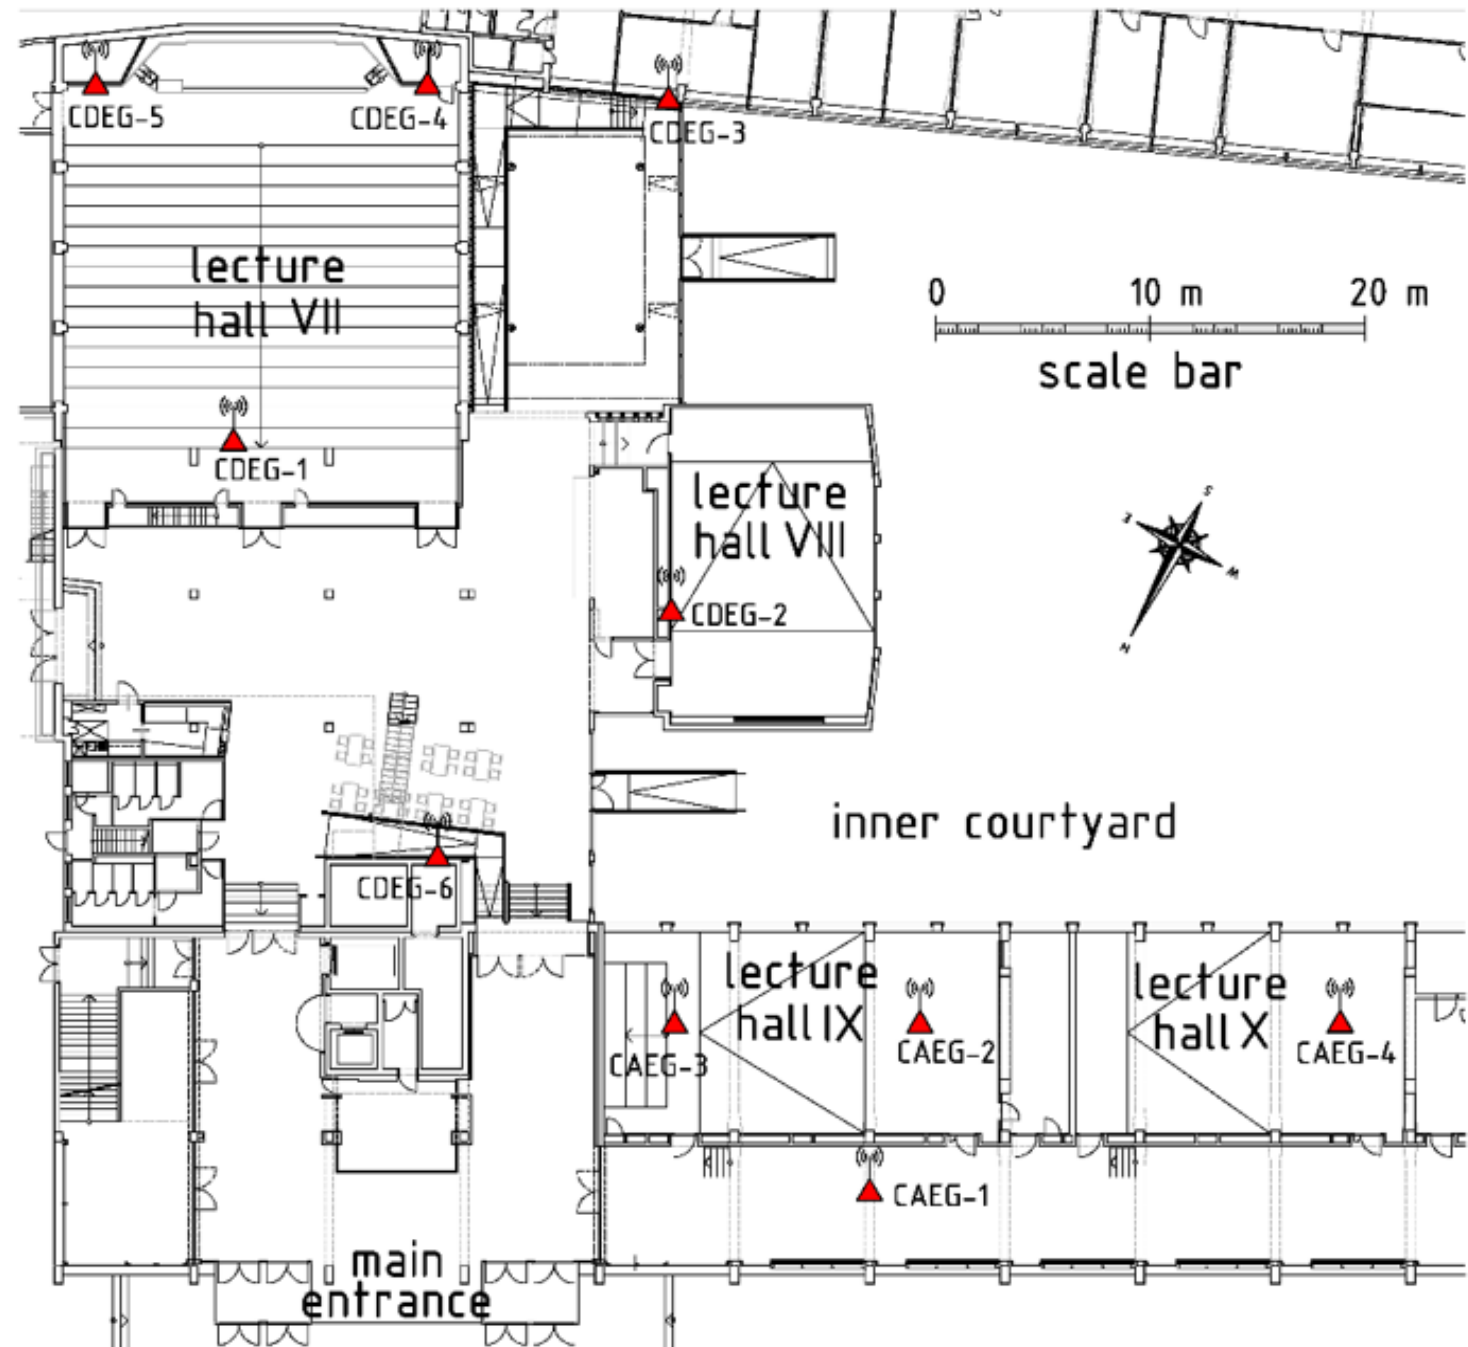 CDEG-5
CDEG-4
CDEG-3
lecture
hall VII
0 10 m 20 m
scale bar
CDEG-1
lecture
hall VIII
S
E
W
N
CDEG-2
inner courtyard
CDEG-6
lecture
hall IX
CAEG-3
CAEG-2
lecture
hall X
CAEG-4
CAEG-1
main
entrance